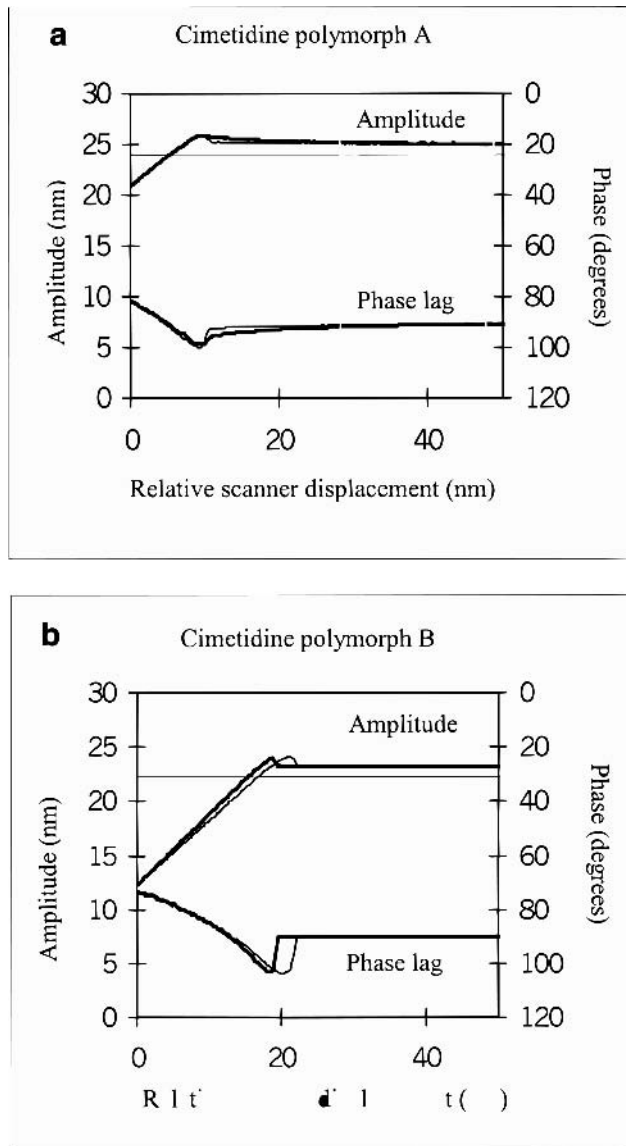 a
Cimetidine polymorph A
30
25
20
15
10
5
0
Amplitude (nm)
0
20
40
60
80
100
120
Phase (degrees)
Amplitude
Phase lag
0 20 40
Relative scanner displacement (nm)
b
Cimetidine polymorph B
30
25
20
15
10
5
0
Amplitude (nm)
0
20
40
60
80
100
120
Phase (degrees)
Amplitude
Phase lag
0 20 40